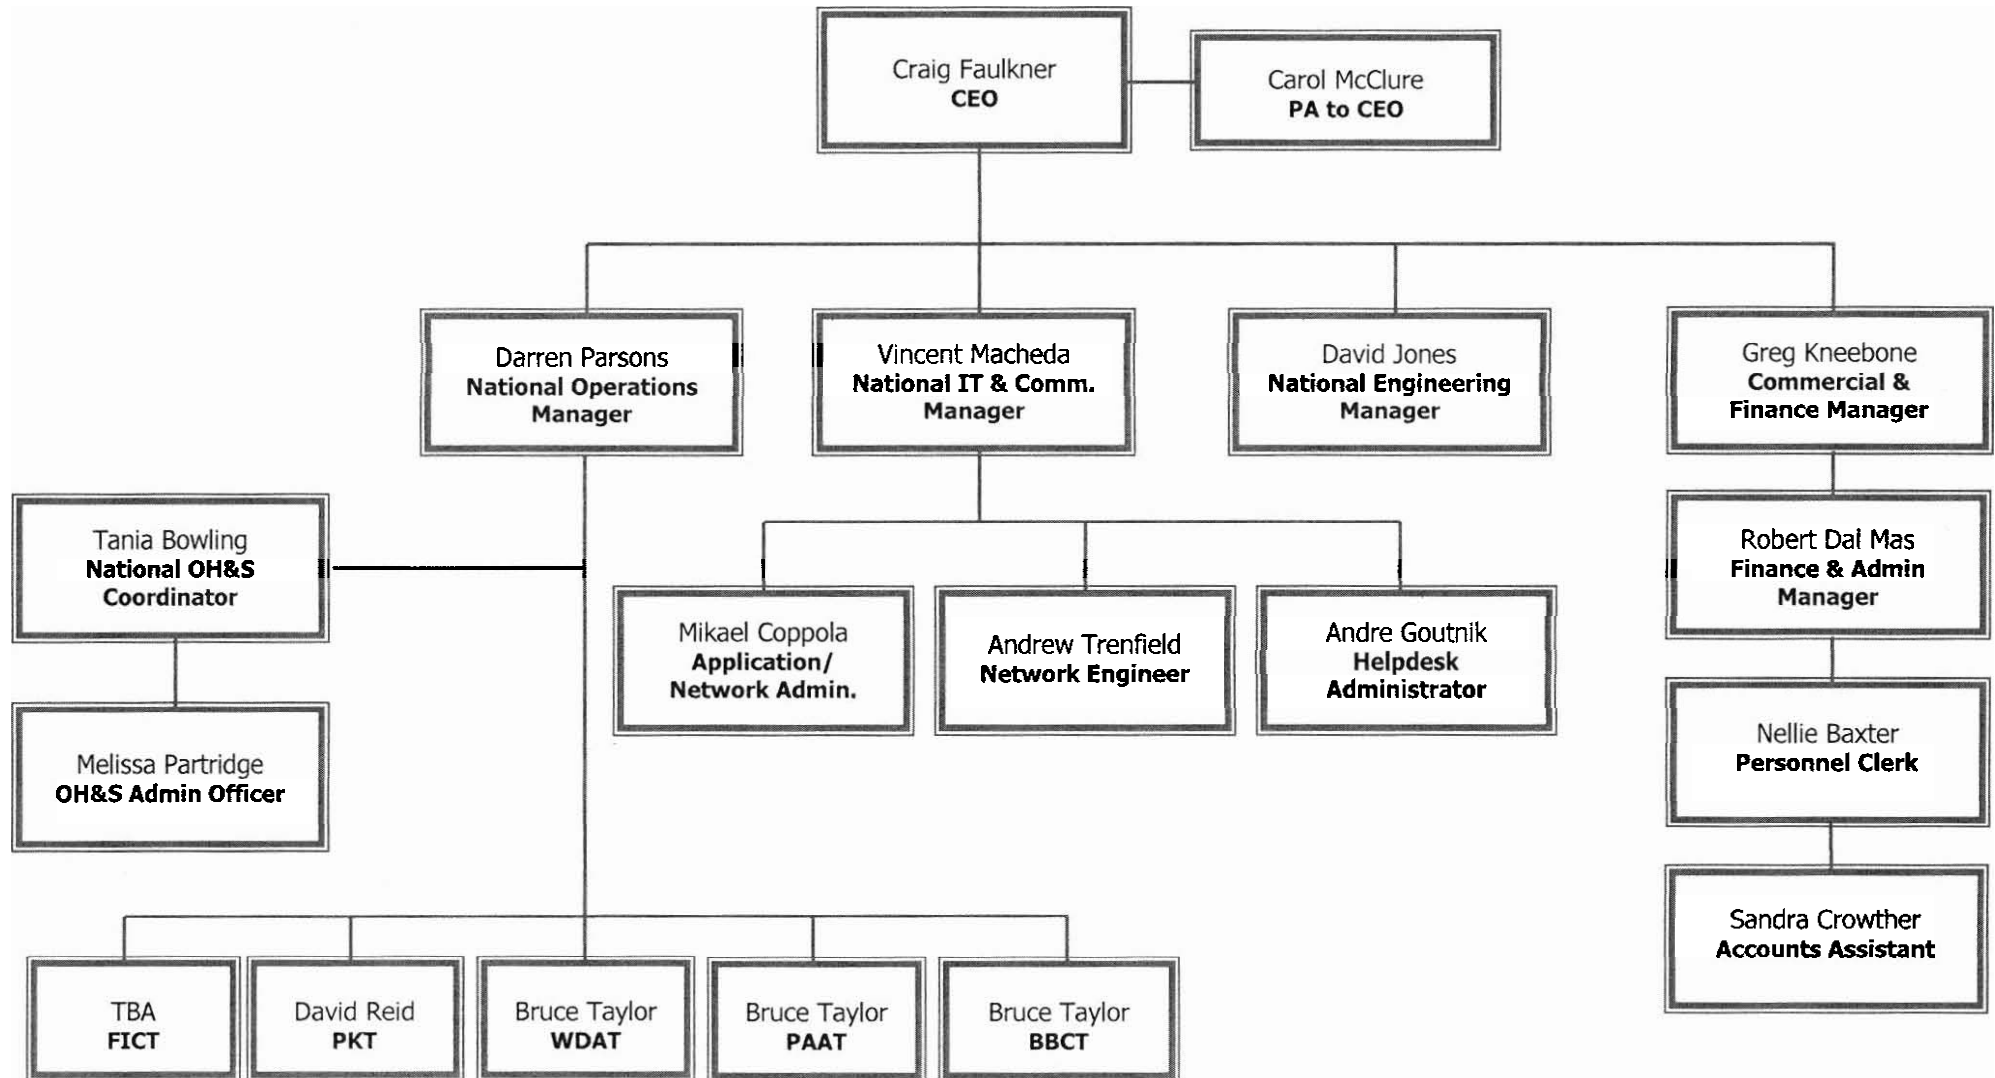 Craig Faulkner
CEO
Carol McClure
PA to CEO
Darren Parsons
National Operations
Manager
Vincent Macheda
National IT & Comm.
Manager
David Jones
National Engineering
Manager
Greg Kneebone
Commercial &
Finance Manager
Tania Bowling
National OH&S
Coordinator
Robert Dal Mas
Finance & Admin
Manager
Mikael Coppola
Application/
Network Admin.
Andrew Trenfield
Network Engineer
Andre Goutnik
Helpdesk
Administrator
Melissa Partridge
OH&S Admin Officer
Nellie Baxter
Personnel Clerk
Sandra Crowther
Accounts Assistant
TBA
FICT
David Reid
PKT
Bruce Taylor
WDAT
Bruce Taylor
PAAT
Bruce Taylor
BBCT